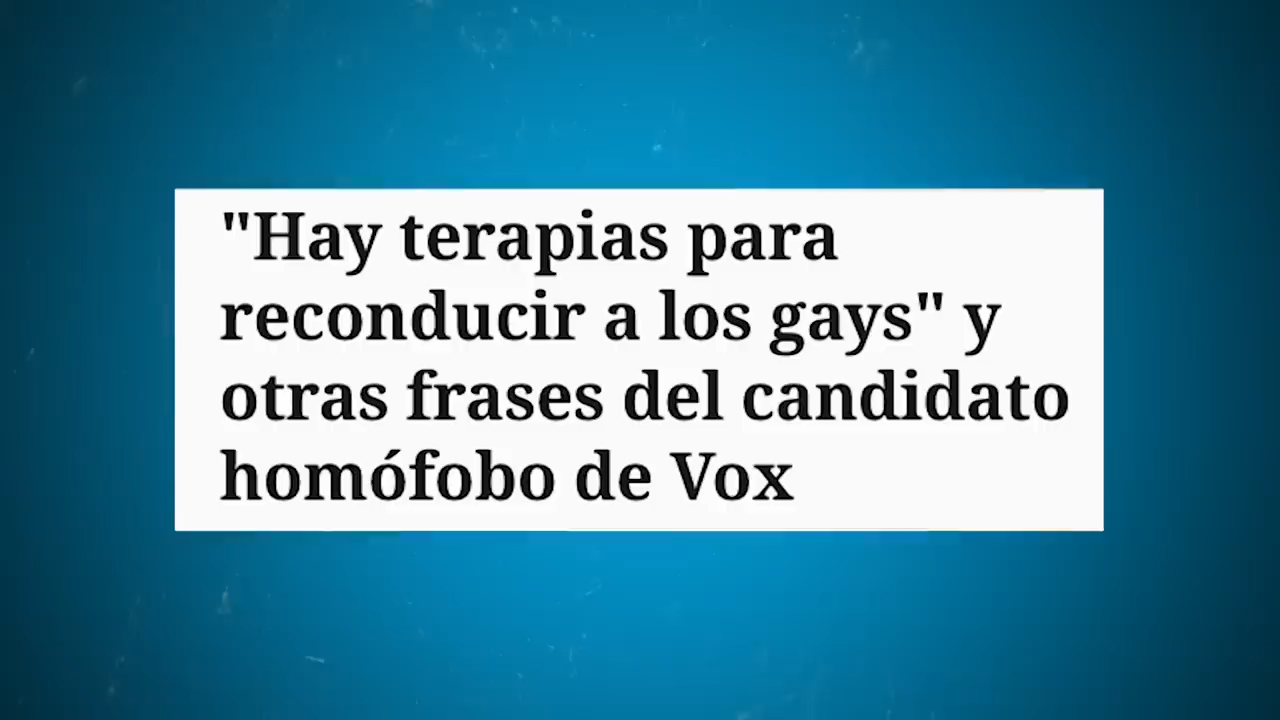 "Hay terapias para
reconducir a los gays" y
otras frases del candidato
homófobo de Vox